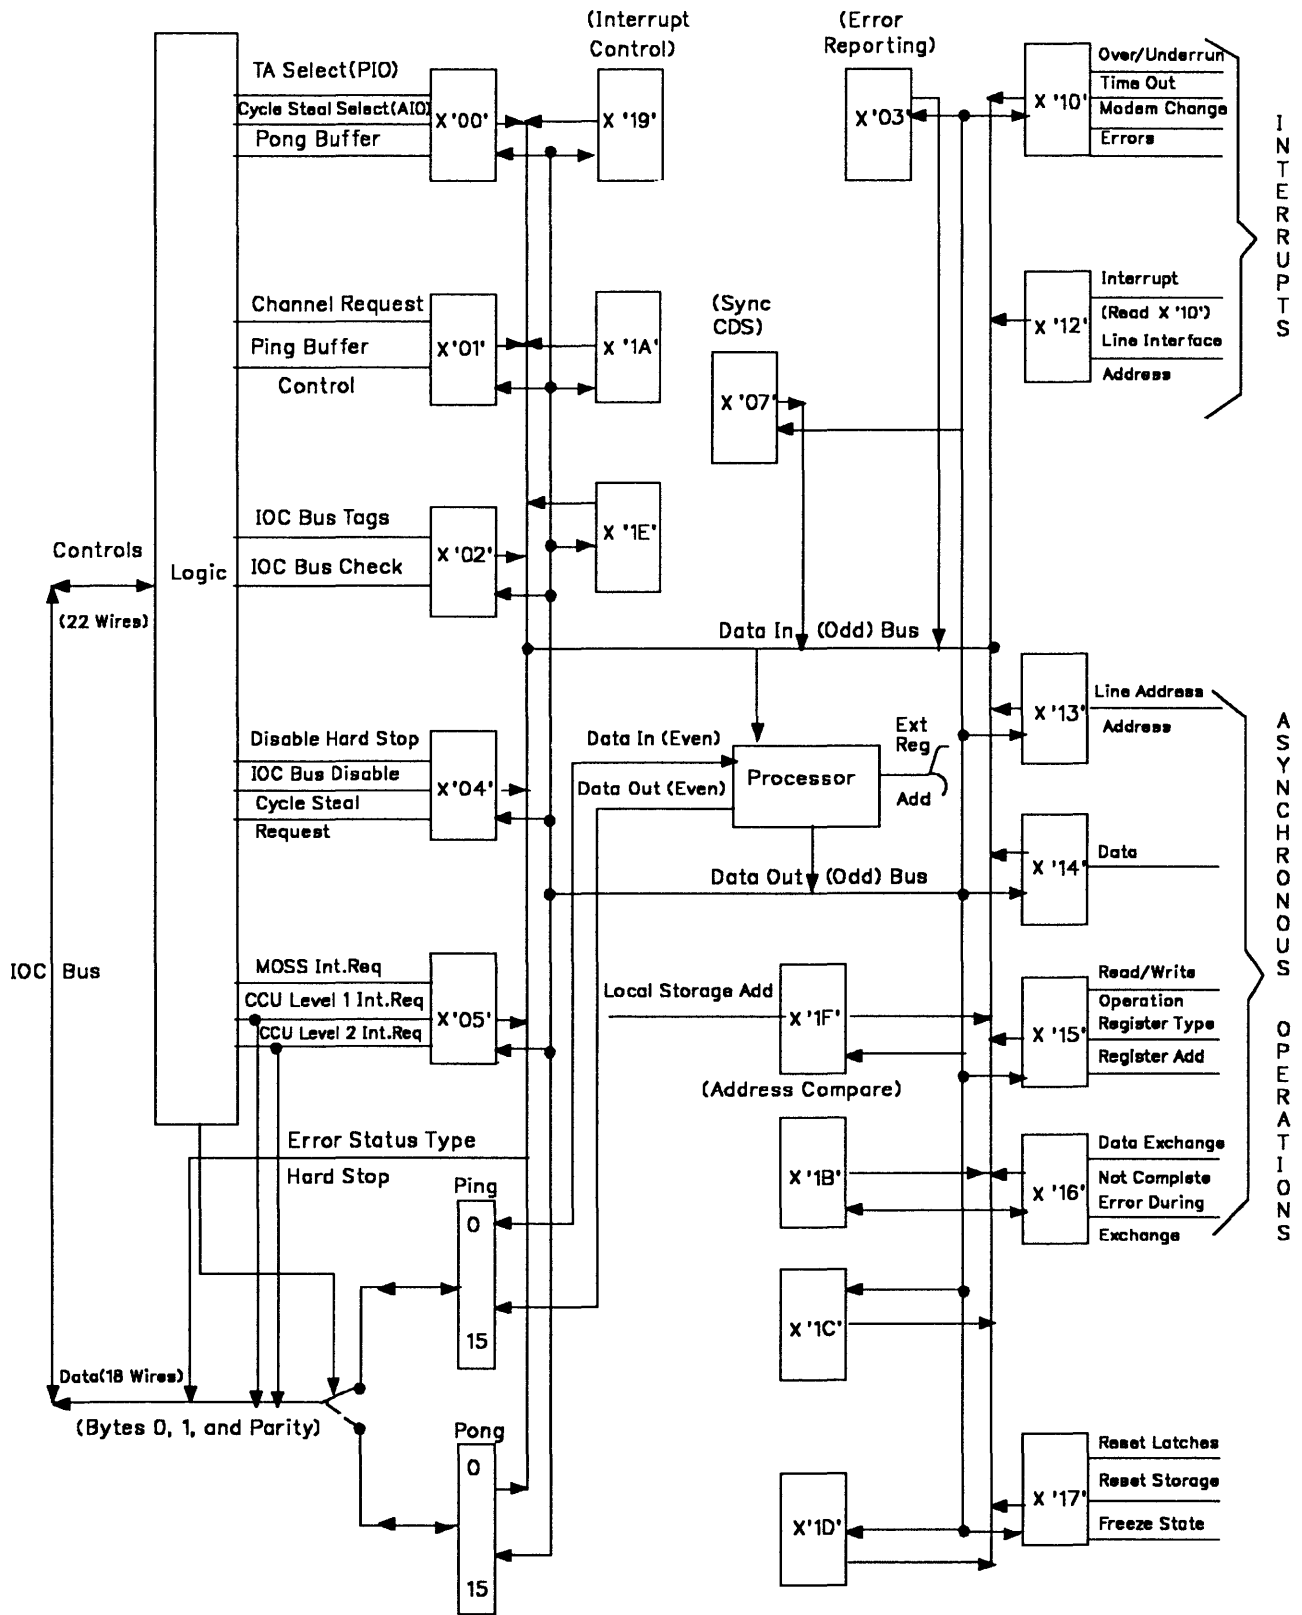 (Interrupt
Control)
(Error
Reporting)
TA Select(PIO)
Cycle Steal Select(AIO)
Pong Buffer
X '00'
X '19'
X '03'
X '10'
Over/Underrun
Time Out
Modem Change
Errors
INTERRUPTS
Channel Request
Ping Buffer
Control
X '01'
X '1A'
(Sync
CDS)
X '07'
X '12'
Interrupt
(Read X '10')
Line Interface
Address
IOC Bus Tags
IOC Bus Check
X '02'
X '1E'
Controls
(22 Wires)
Logic
Data In (Odd) Bus
X '13'
Line Address
Address
Disable Hard Stop
IOC Bus Disable
Cycle Steal
Request
X '04'
Data In (Even)
Data Out (Even)
Processor
Ext
Reg
Add
ASYNCHRONOUS OPERATIONS
X '14'
Data
Data Out (Odd) Bus
IOC Bus
MOSS Int.Req
CCU Level 1 Int.Req
CCU Level 2 Int.Req
X '05'
Local Storage Add
X '1F'
X '15'
Read/Write
Operation
Register Type
Register Add
(Address Compare)
Error Status Type
Hard Stop
X '1B'
X '16'
Data Exchange
Not Complete
Error During
Exchange
Ping
0
15
X '1C'
Data(18 Wires)
(Bytes 0, 1, and Parity)
Pong
0
15
X '1D'
X '17'
Reset Latches
Reset Storage
Freeze State